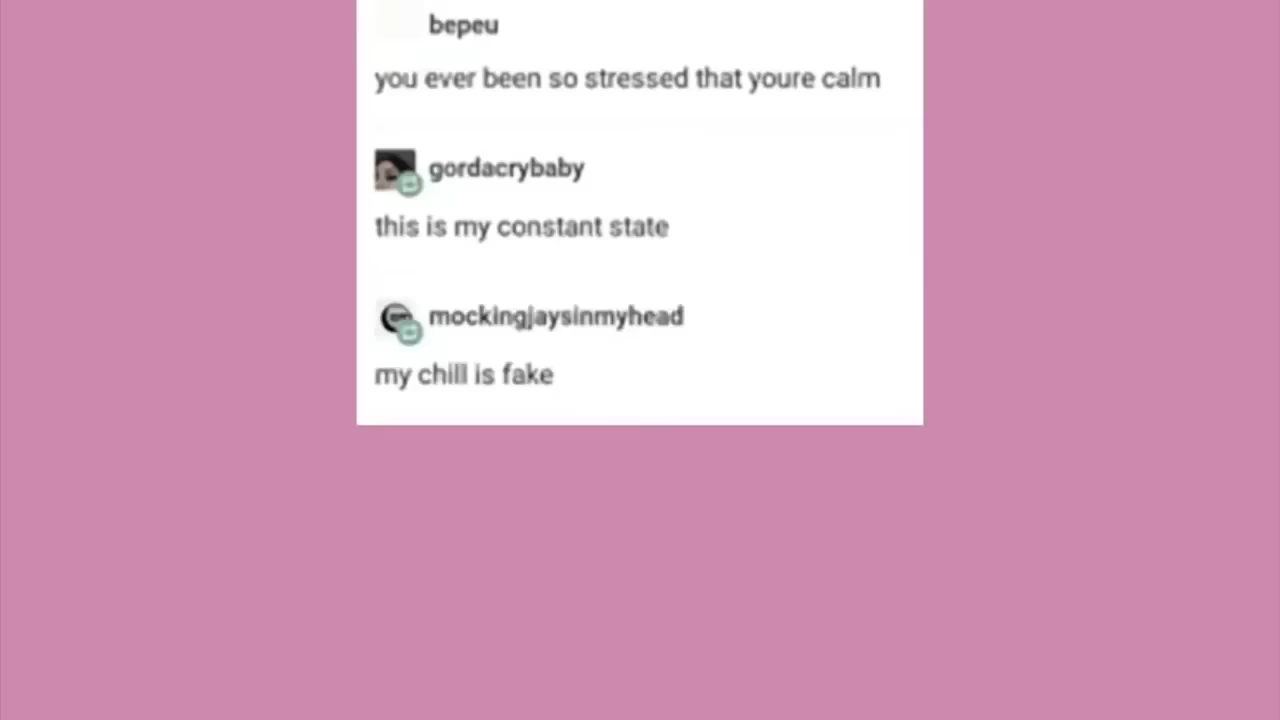 bepeu
you ever been so stressed that youre calm
gordacrybaby
this is my constant state
mockingjaysinmyhead
my chill is fake